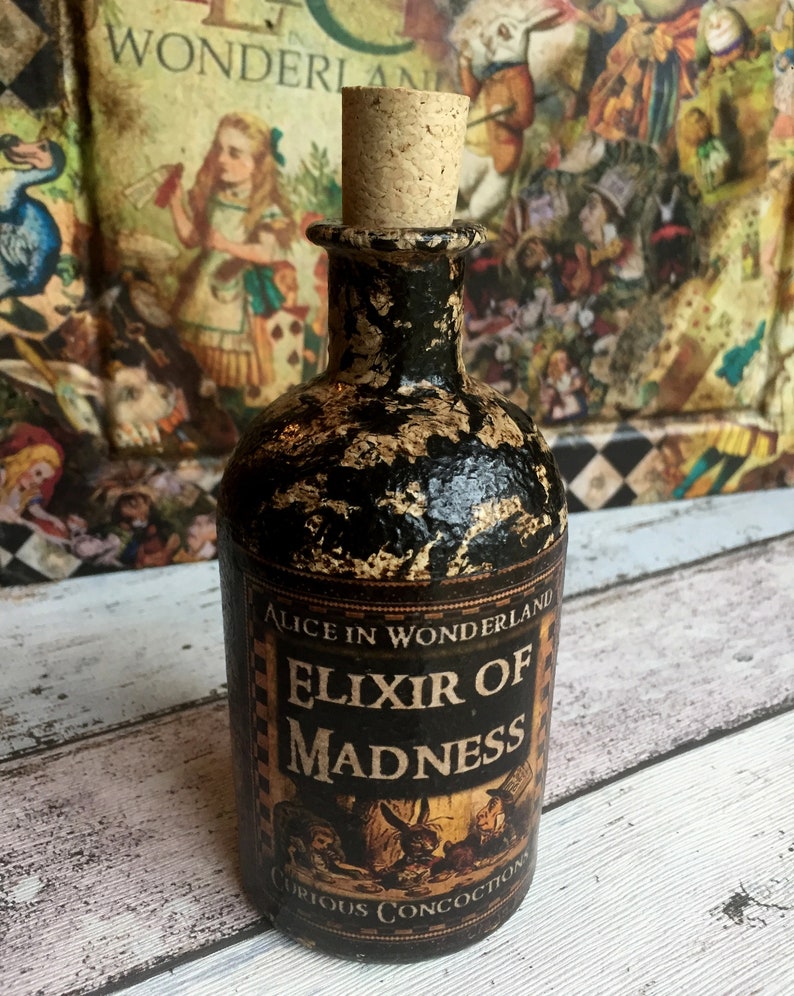 WONDERLAND
ALICE IN WONDERLAND
ELIXIR OF
MADNESS
CURIOUS CONCOCTIONS